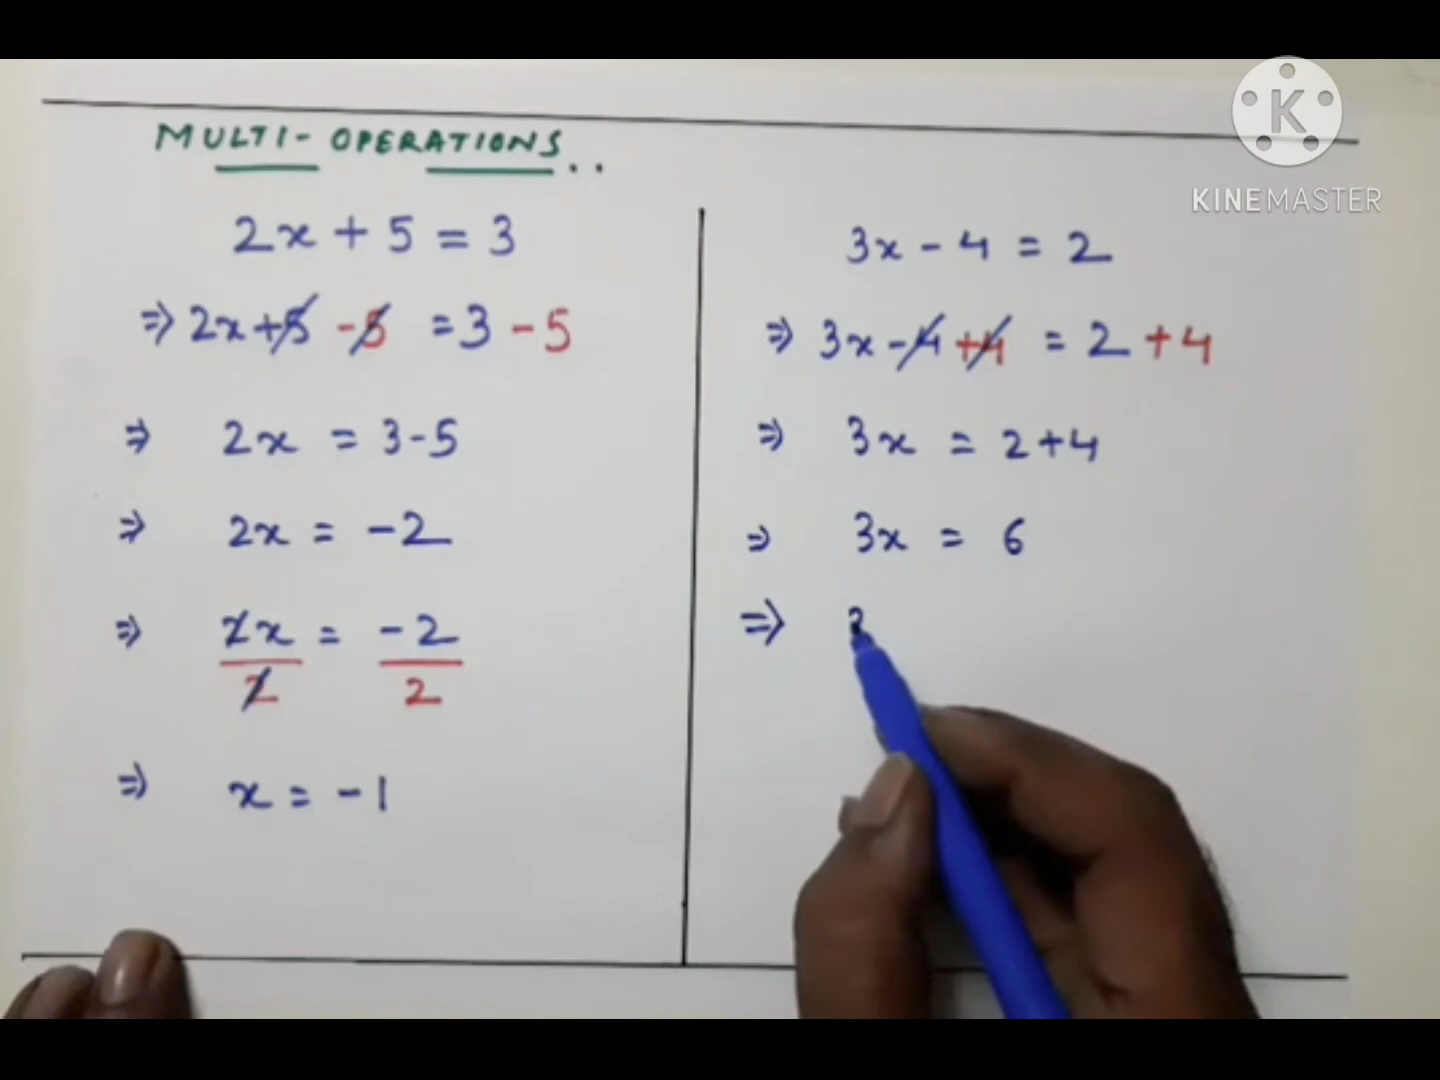 MULTI-OPERATIONS..
2x + 5 = 3
⇒ 2x + 5 - 5 = 3 - 5
⇒ 2x = 3 - 5
⇒ 2x = -2
⇒ 2x/2 = -2/2
⇒ x = -1
3x - 4 = 2
⇒ 3x - 4 + 4 = 2 + 4
⇒ 3x = 2 + 4
⇒ 3x = 6
⇒ 3
K
KINEMASTER